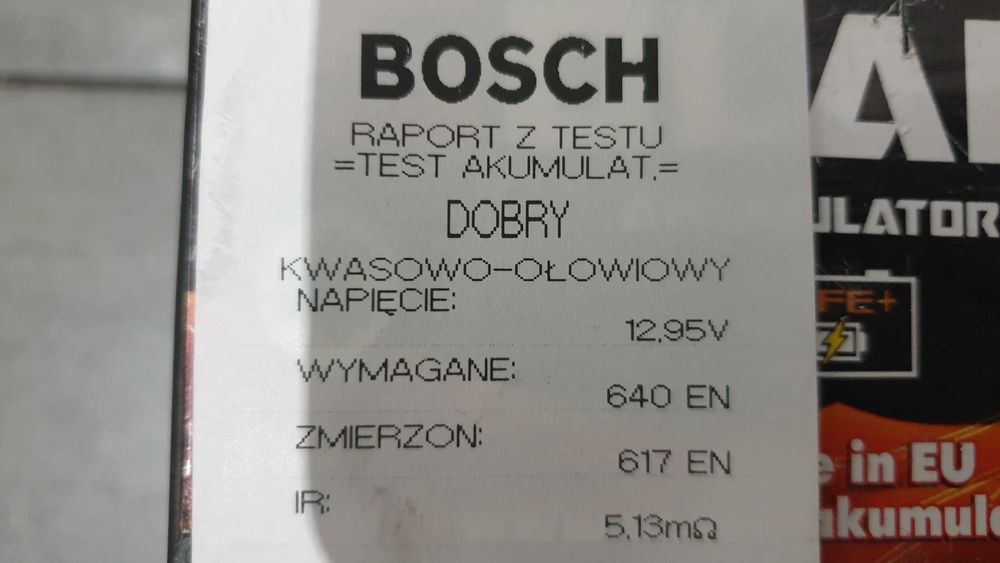 BOSCH
RAPORT Z TESTU
=TEST AKUMULAT.=
DOBRY
KWASOWO-OŁOWIOWY
NAPIĘCIE:
12,95V
WYMAGANE:
640 EN
ZMIERZON:
617 EN
IR:
5,13mΩ
ULATOR
FE+
in EU
akumul